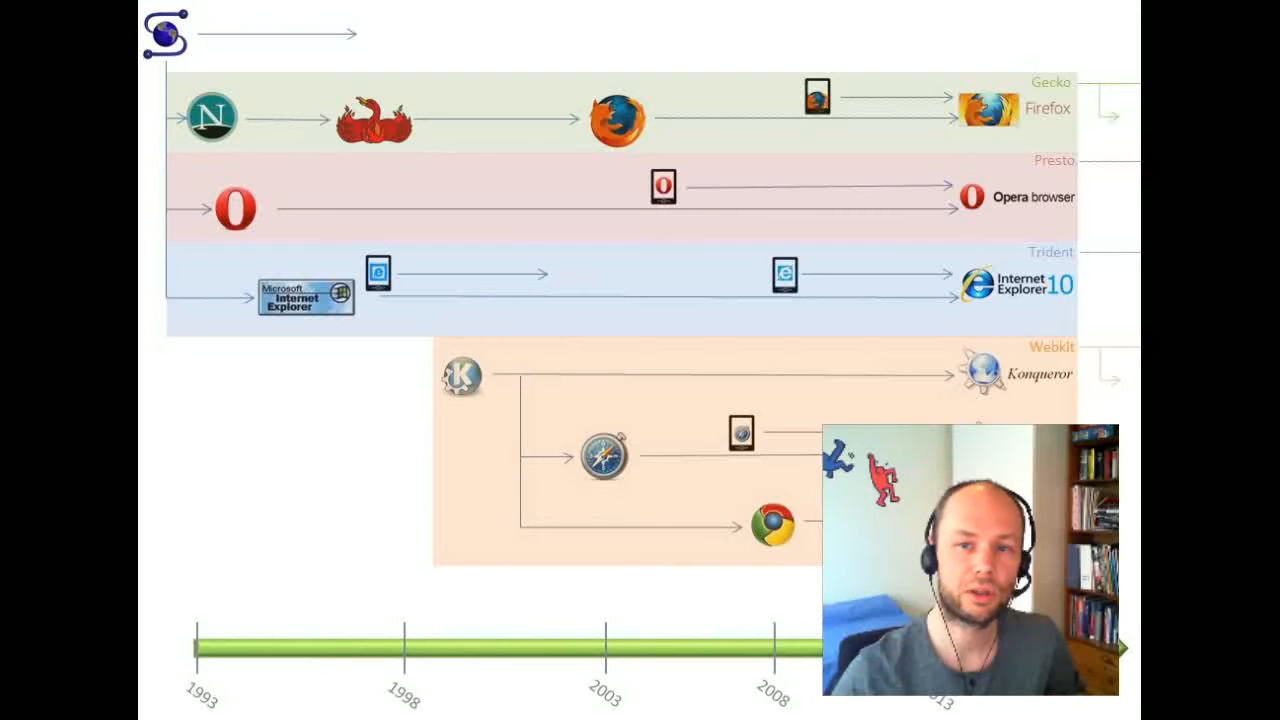 Gecko
N
Firefox
Presto
Opera browser
Trident
Microsoft
Internet
Explorer
Internet
Explorer 10
Webkit
K
Konqueror
1993
1998
2003
2008